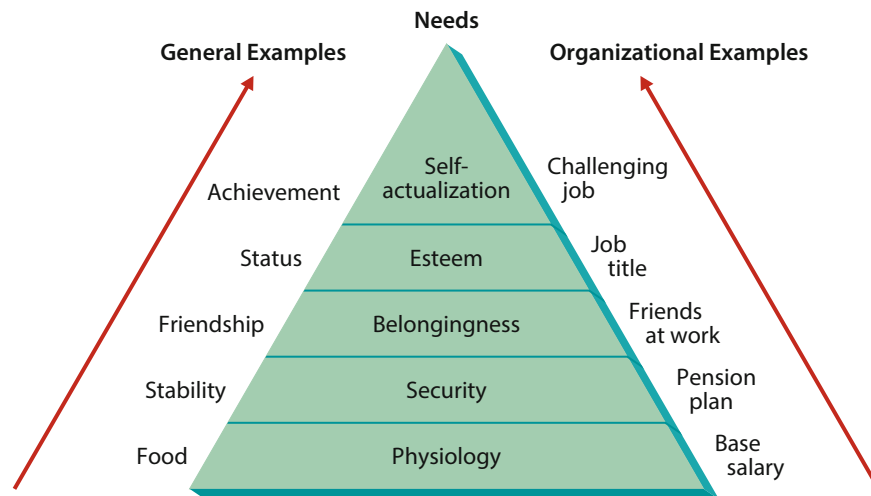 Needs
General Examples
Organizational Examples
Achievement
Self-
actualization
Challenging
job
Status
Esteem
Job
title
Friendship
Belongingness
Friends
at work
Stability
Security
Pension
plan
Food
Physiology
Base
salary